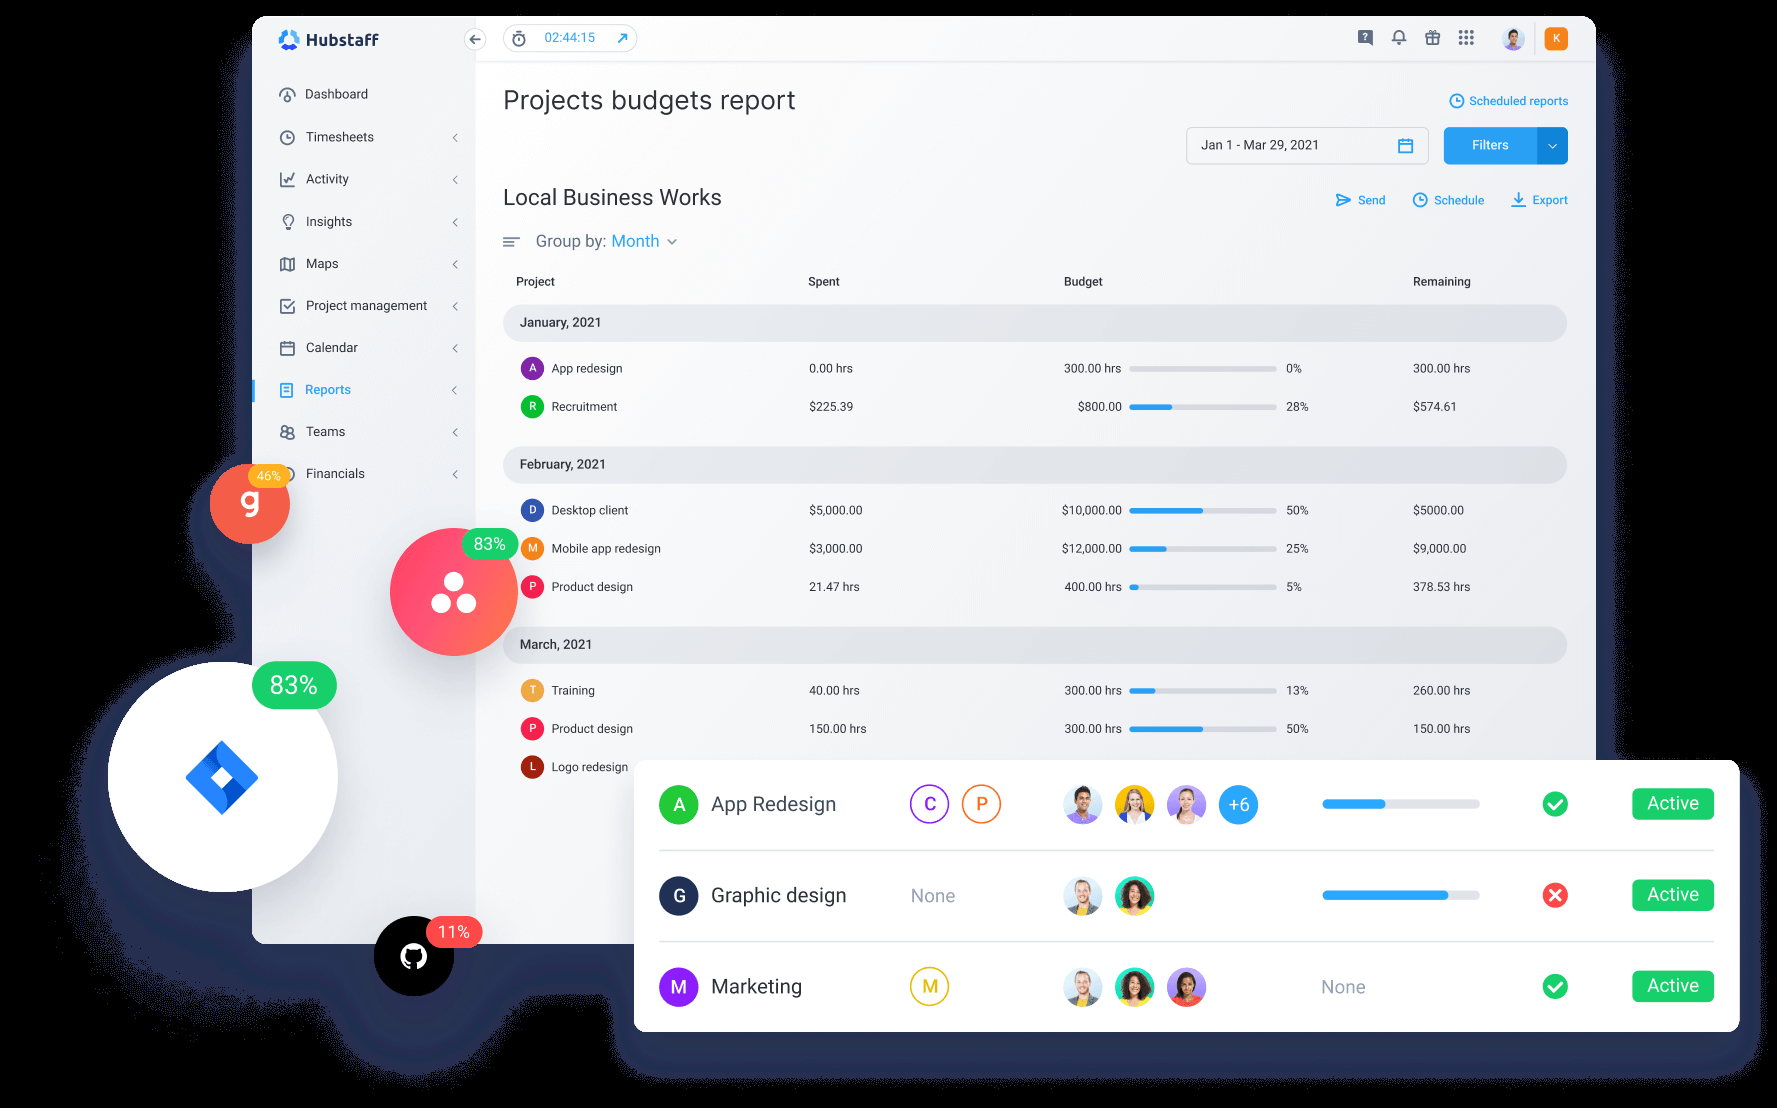 Hubstaff
02:44:15
?
K
Dashboard
Timesheets
Activity
Insights
Maps
Project management
Calendar
Reports
Teams
Financials
Projects budgets report
Scheduled reports
Jan 1 - Mar 29, 2021
Filters
Local Business Works
Send
Schedule
Export
Group by: Month
Project Spent Budget Remaining
January, 2021
A App redesign 0.00 hrs 300.00 hrs 0% 300.00 hrs
R Recruitment $225.39 $800.00 28% $574.61
February, 2021
D Desktop client $5,000.00 $10,000.00 50% $5000.00
M Mobile app redesign $3,000.00 $12,000.00 25% $9,000.00
P Product design 21.47 hrs 400.00 hrs 5% 378.53 hrs
March, 2021
T Training 40.00 hrs 300.00 hrs 13% 260.00 hrs
P Product design 150.00 hrs 300.00 hrs 50% 150.00 hrs
L Logo redesign
46%
g
83%
83%
11%
A App Redesign C P +6 Active
G Graphic design None Active
M Marketing M None Active